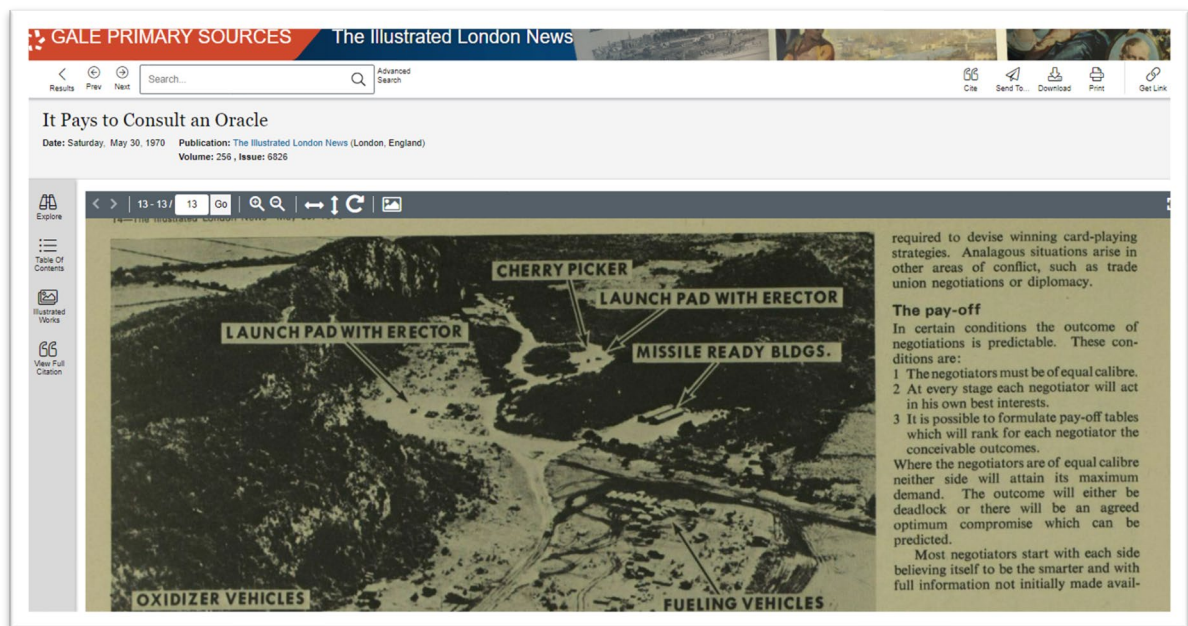 GALE PRIMARY SOURCES
The Illustrated London News
Results
Prev
Next
Search...
Advanced
Search
Cite
Send To...
Download
Print
Get Link
It Pays to Consult an Oracle
Date: Saturday, May 30, 1970 Publication: The Illustrated London News (London, England)
Volume: 256 , Issue: 6826
Explore
Table Of
Contents
Illustrated
Works
View Full
Citation
13 - 13 / 13 Go
CHERRY PICKER
LAUNCH PAD WITH ERECTOR
LAUNCH PAD WITH ERECTOR
MISSILE READY BLDGS.
OXIDIZER VEHICLES
FUELING VEHICLES
required to devise winning card-playing
strategies. Analagous situations arise in
other areas of conflict, such as trade
union negotiations or diplomacy.
The pay-off
In certain conditions the outcome of
negotiations is predictable. These con-
ditions are:
1 The negotiators must be of equal calibre.
2 At every stage each negotiator will act
in his own best interests.
3 It is possible to formulate pay-off tables
which will rank for each negotiator the
conceivable outcomes.
Where the negotiators are of equal calibre
neither side will attain its maximum
demand. The outcome will either be
deadlock or there will be an agreed
optimum compromise which can be
predicted.
Most negotiators start with each side
believing itself to be the smarter and with
full information not initially made avail-